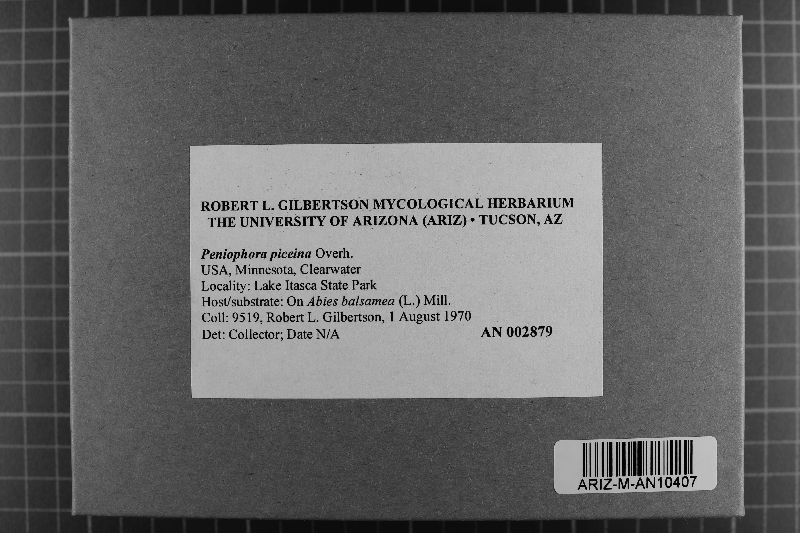 ROBERT L. GILBERTSON MYCOLOGICAL HERBARIUM
THE UNIVERSITY OF ARIZONA (ARIZ) • TUCSON, AZ
Peniophora piceina Overh.
USA, Minnesota, Clearwater
Locality: Lake Itasca State Park
Host/substrate: On Abies balsamea (L.) Mill.
Coll: 9519, Robert L. Gilbertson, 1 August 1970
Det: Collector; Date N/A
AN 002879
ARIZ-M-AN10407